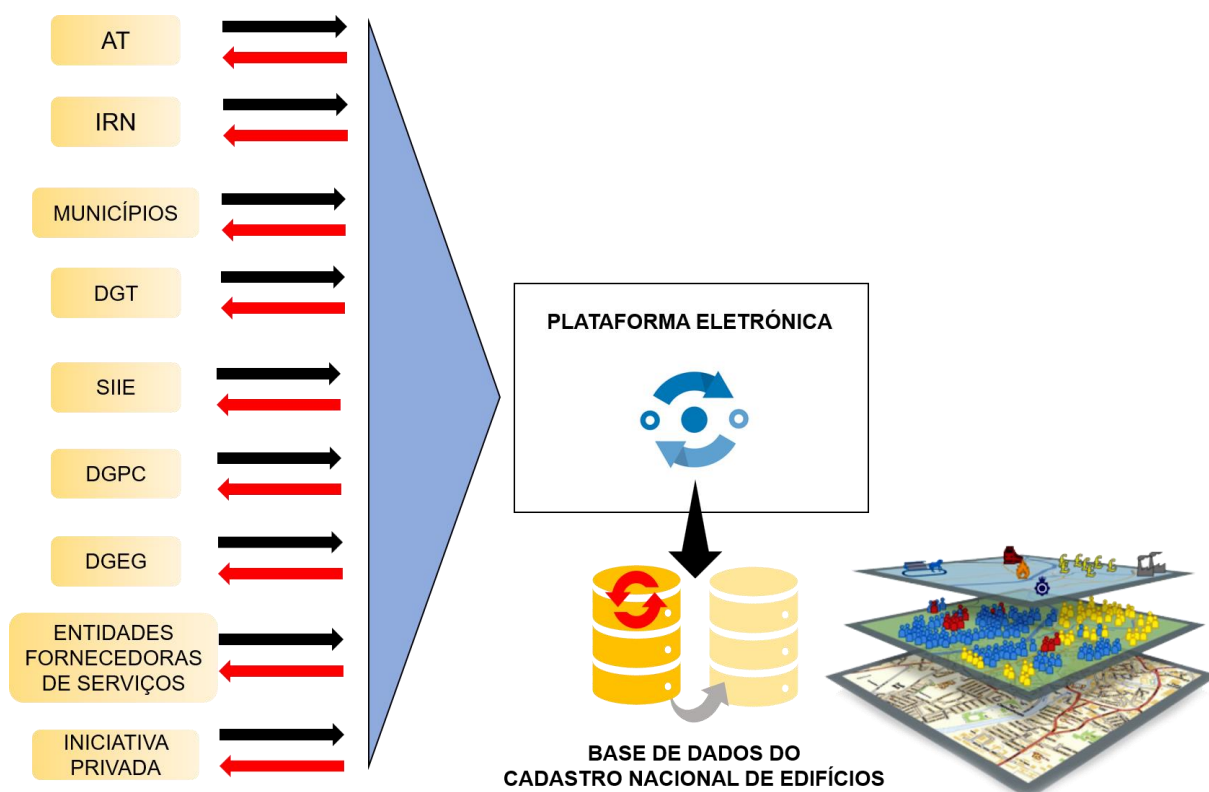 AT
IRN
MUNICÍPIOS
DGT
SIIE
DGPC
DGEG
ENTIDADES
FORNECEDORAS
DE SERVIÇOS
INICIATIVA
PRIVADA
PLATAFORMA ELETRÓNICA
BASE DE DADOS DO
CADASTRO NACIONAL DE EDIFÍCIOS